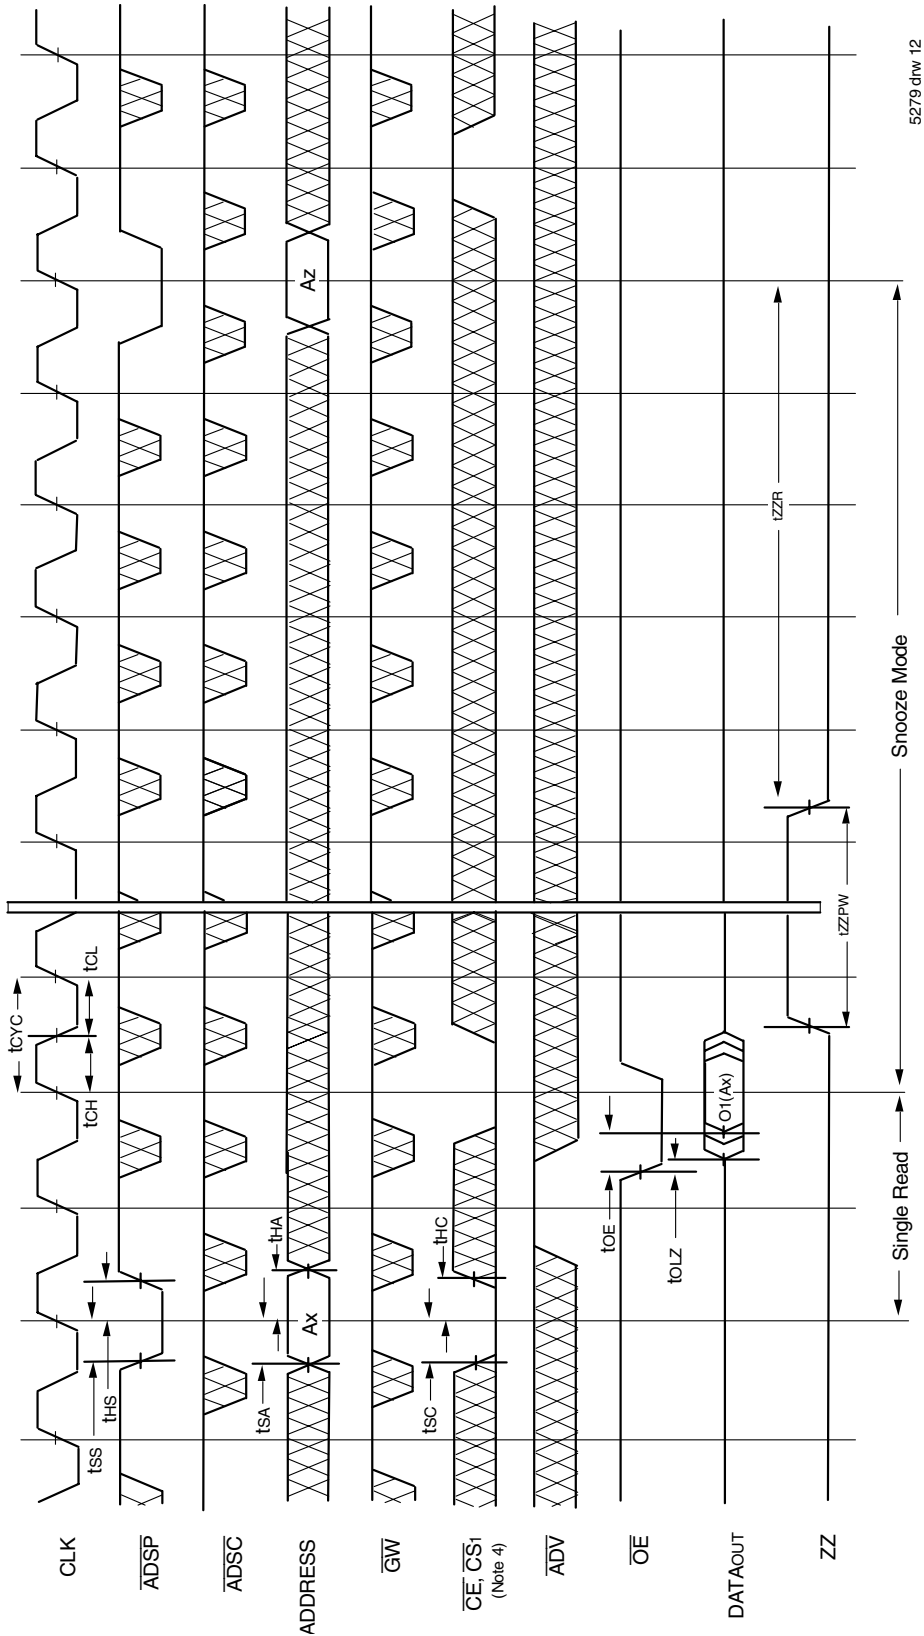 tCYC
tSS
tHS
tCH
tCL
CLK
ADSP
ADSC
tSA
tHA
ADDRESS
Ax
Az
GW
tSC
tHC
CE, CS1
(Note 4)
ADV
OE
tOE
tOLZ
DATAOUT
O1(Ax)
tZZR
ZZ
tZZPW
Single Read
Snooze Mode
5279 drw 12